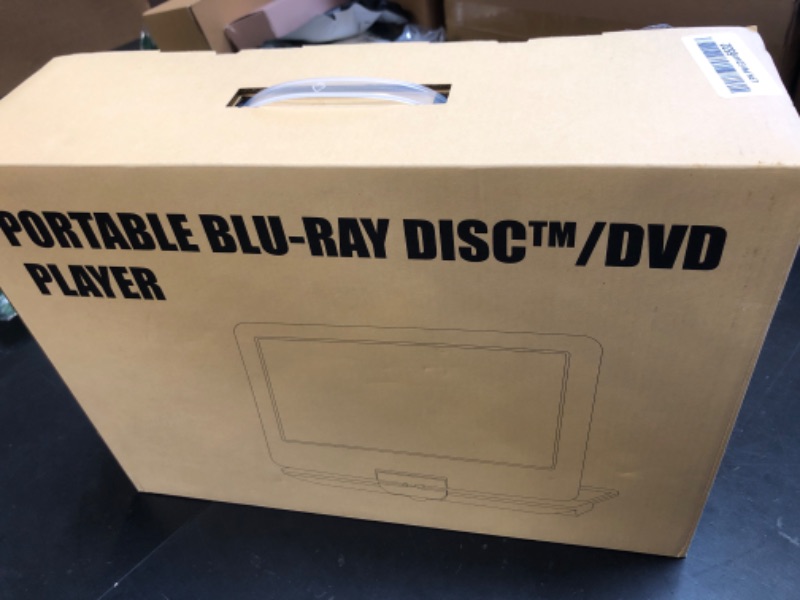 PORTABLE BLU-RAY DISC™/DVD
PLAYER